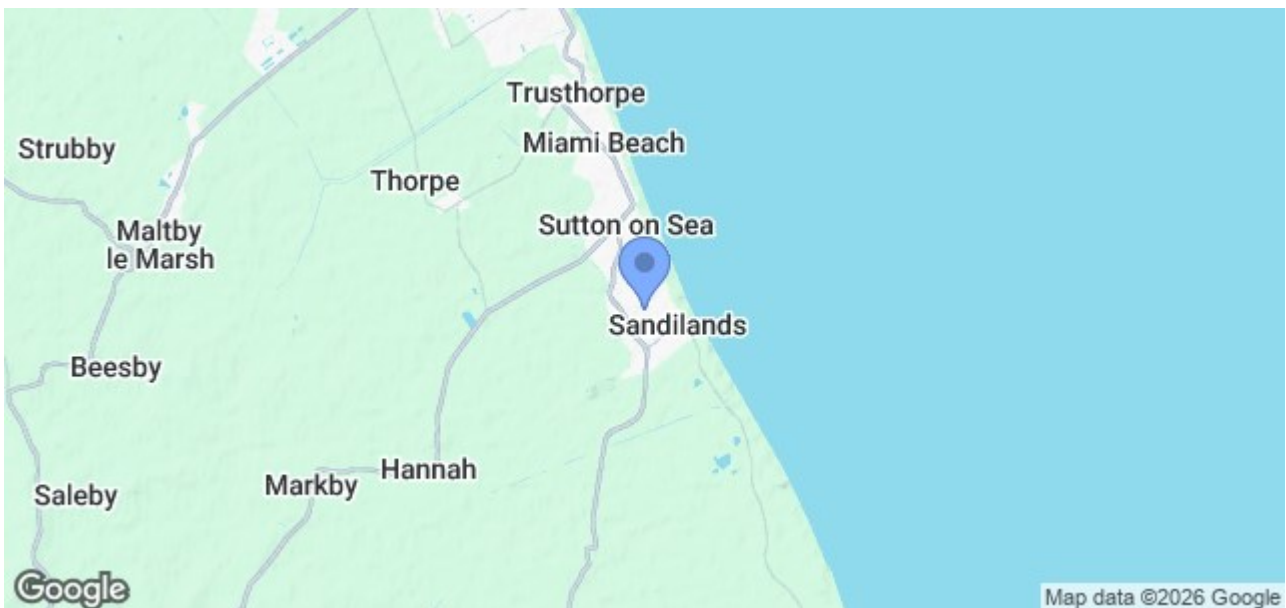 Trusthorpe
Strubby
Miami Beach
Thorpe
Maltby
le Marsh
Sutton on Sea
Sandilands
Beesby
Hannah
Markby
Saleby
Google
Map data ©2026 Google